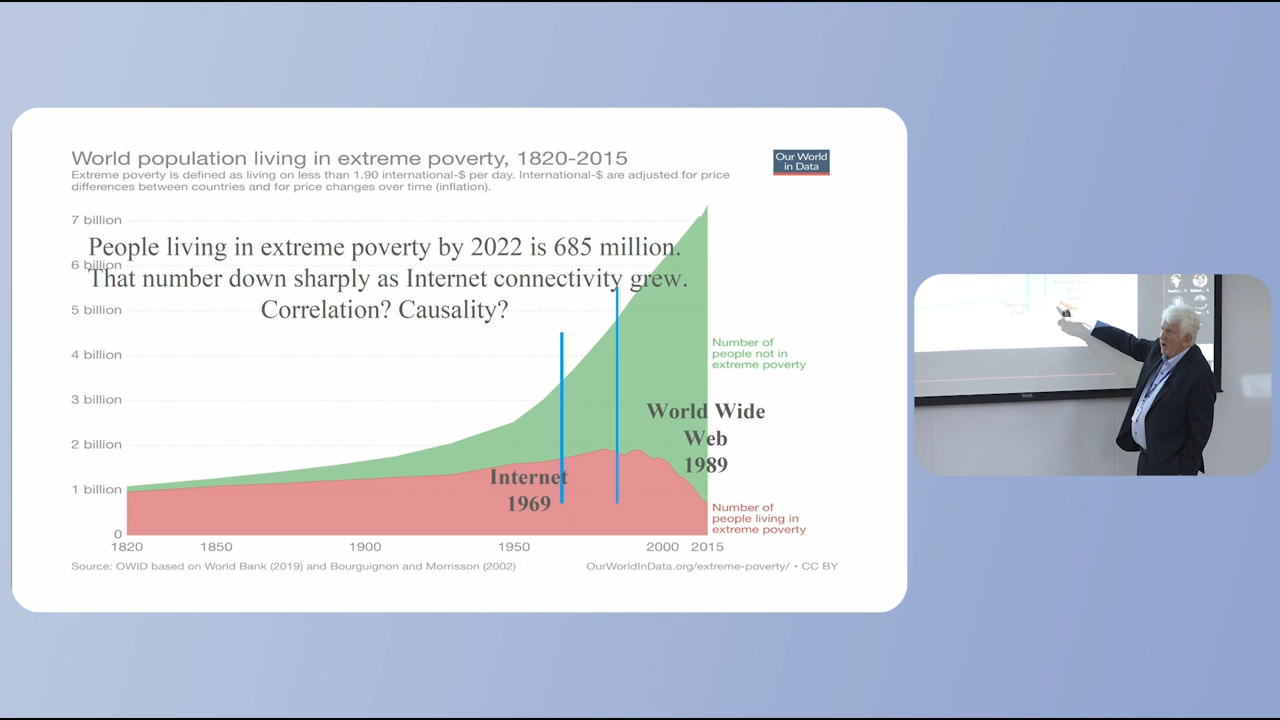 World population living in extreme poverty, 1820-2015
Extreme poverty is defined as living on less than 1.90 international-$ per day. International-$ are adjusted for price
differences between countries and for price changes over time (inflation).
Our World
in Data
7 billion
People living in extreme poverty by 2022 is 685 million.
6 billion
That number down sharply as Internet connectivity grew.
5 billion
Correlation? Causality?
4 billion
Number of
people not in
extreme poverty
3 billion
World Wide
Web
1989
2 billion
1 billion
Internet
1969
Number of
people living in
extreme poverty
0
1820
1850
1900
1950
2000
2015
Source: OWID based on World Bank (2019) and Bourguignon and Morrisson (2002)
OurWorldInData.org/extreme-poverty/ • CC BY